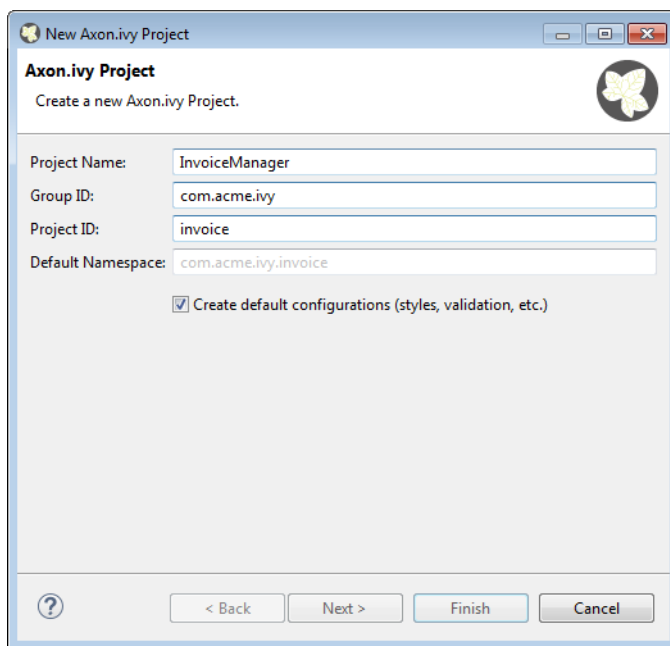 New Axon.ivy Project
Axon.ivy Project
Create a new Axon.ivy Project.
Project Name: InvoiceManager
Group ID: com.acme.ivy
Project ID: invoice
Default Namespace: com.acme.ivy.invoice
Create default configurations (styles, validation, etc.)
? < Back Next > Finish Cancel